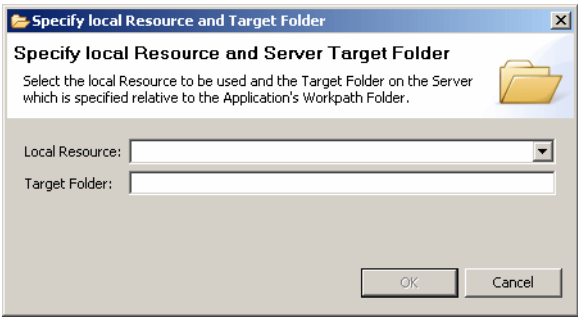 Specify local Resource and Target Folder
Specify local Resource and Server Target Folder
Select the local Resource to be used and the Target Folder on the Server
which is specified relative to the Application's Workpath Folder.
Local Resource:
Target Folder:
OK
Cancel